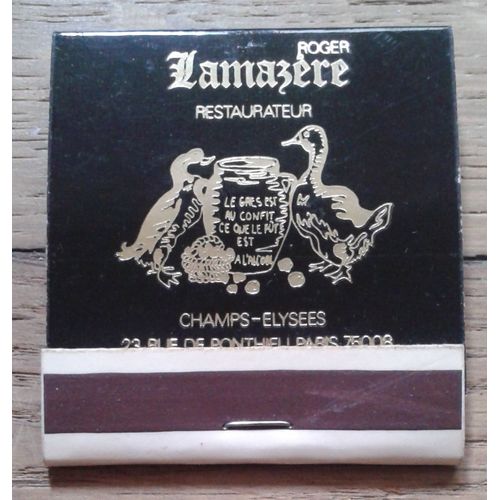 ROGER
Lamazère
RESTAURATEUR
LE GRES EST
AU CONFIT
CE QUE LE FÛT
EST
A L'ALCOOL
CHAMPS-ELYSEES
23 RUE DE PONTHIEU PARIS 75008